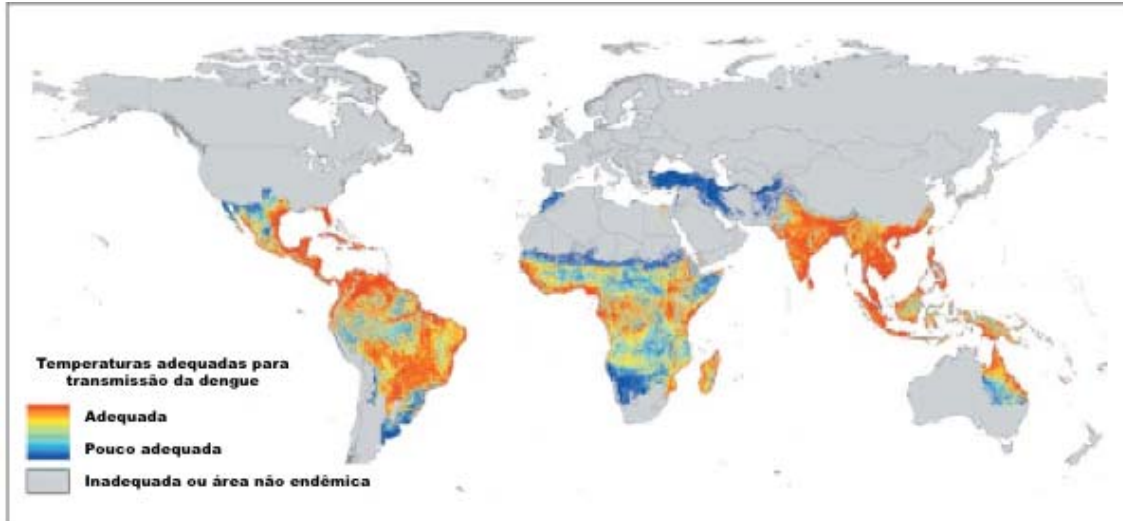 Temperaturas adequadas para
transmissão da dengue
Adequada
Pouco adequada
Inadequada ou área não endêmica